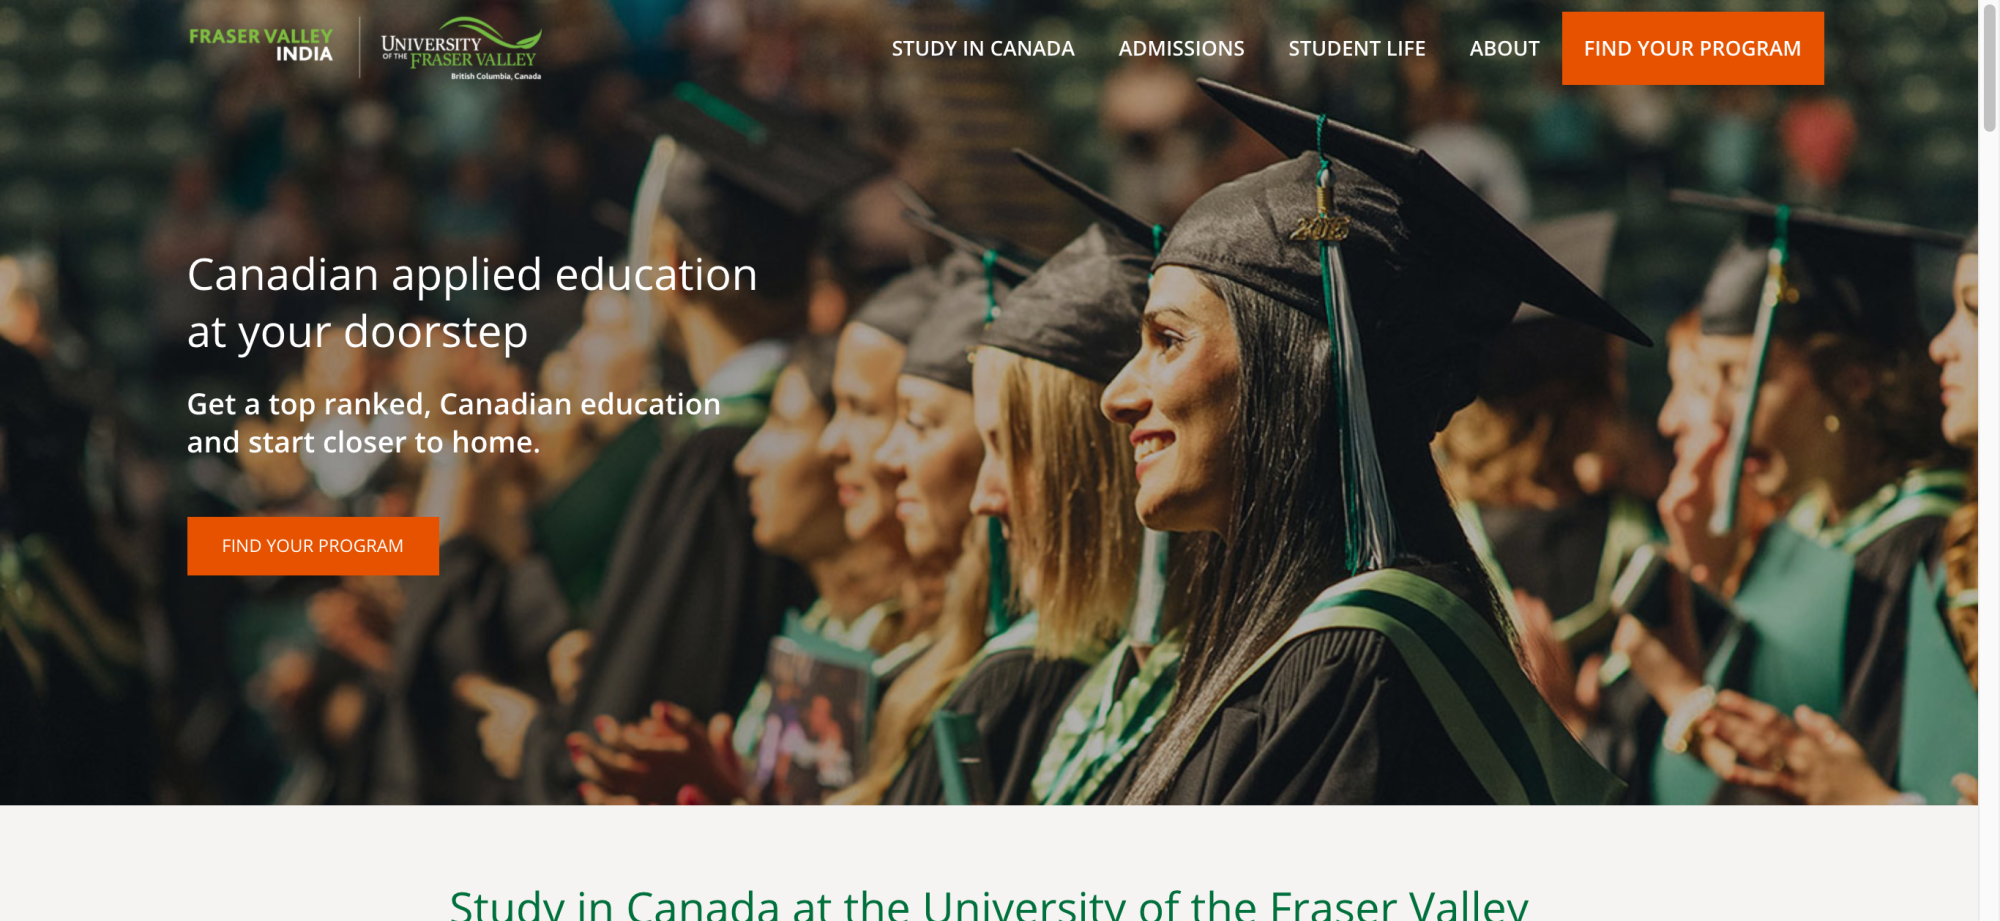 FRASER VALLEY
INDIA
UNIVERSITY
OF THE FRASER VALLEY
British Columbia, Canada
STUDY IN CANADA
ADMISSIONS
STUDENT LIFE
ABOUT
FIND YOUR PROGRAM
Canadian applied education
at your doorstep
Get a top ranked, Canadian education
and start closer to home.
FIND YOUR PROGRAM
Study in Canada at the University of the Fraser Valley